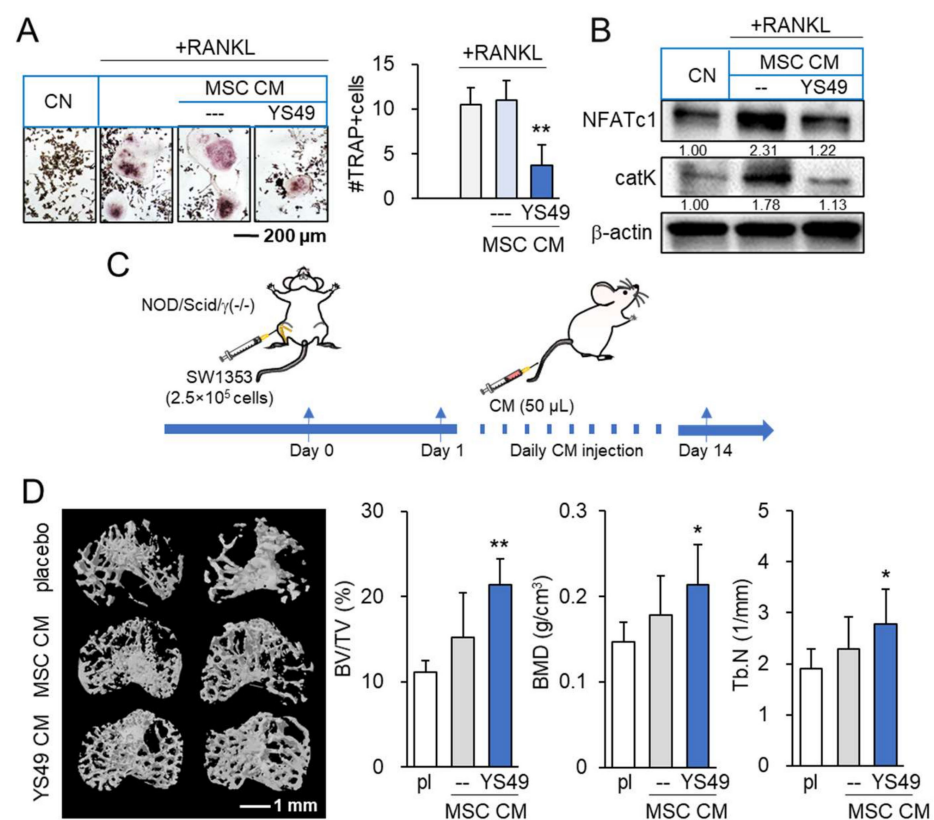 A
+RANKL
CN
MSC CM
---
YS49
200 µm
#TRAP+cells
15
10
5
0
+RANKL
**
--- YS49
MSC CM
B
+RANKL
CN
MSC CM
--
YS49
NFATc1
1.00 2.31 1.22
catK
1.00 1.78 1.13
β-actin
C
NOD/Scid/γ(-/-)
SW1353
(2.5×10⁵ cells)
CM (50 µL)
Day 0
Day 1
Daily CM injection
Day 14
D
placebo
MSC CM
YS49 CM
1 mm
BV/TV (%)
30
20
10
0
**
pl -- YS49
MSC CM
BMD (g/cm³)
0.3
0.2
0.1
0
*
pl -- YS49
MSC CM
Tb.N (1/mm)
5
4
3
2
1
0
*
pl -- YS49
MSC CM